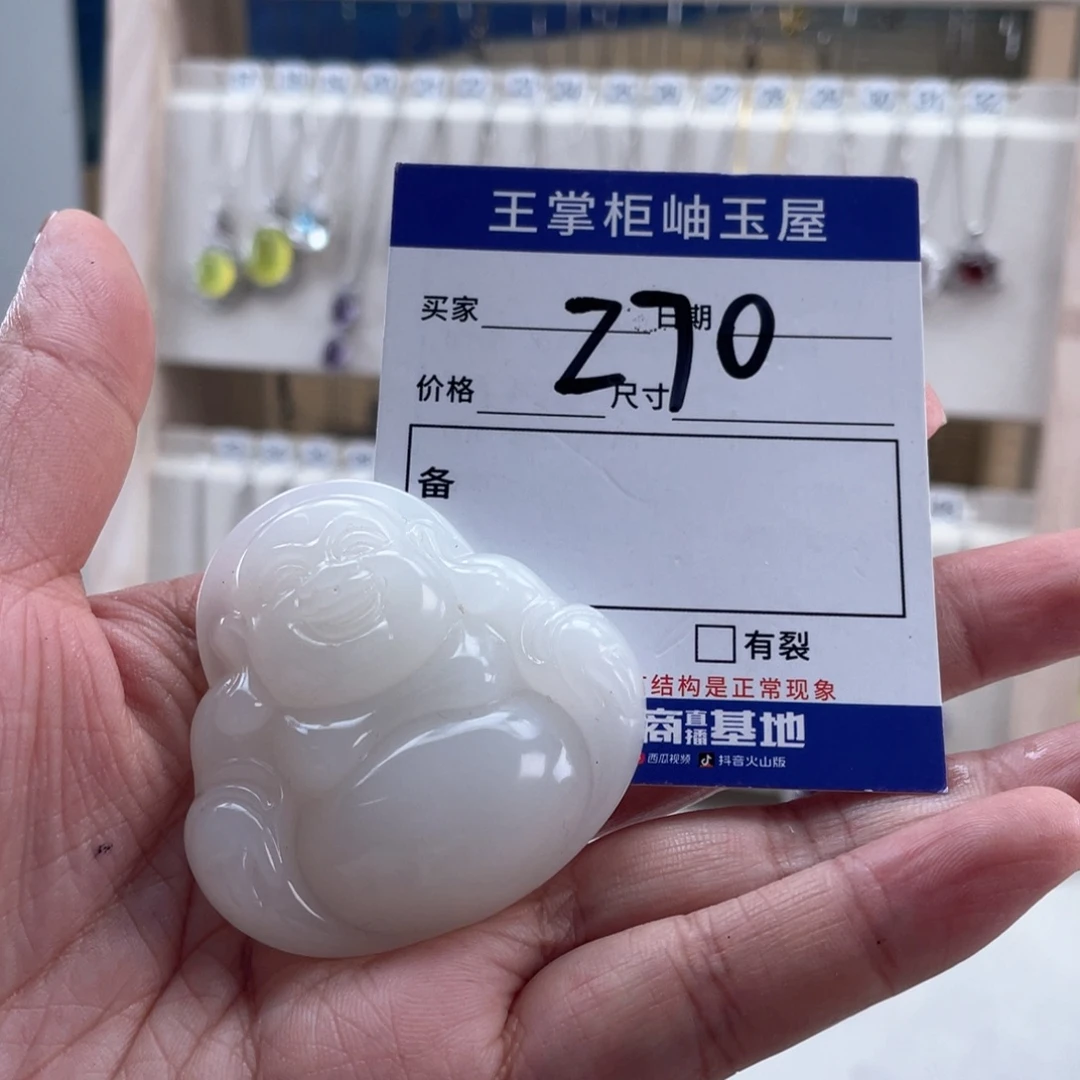 王掌柜岫玉屋
买家 日期
270
价格 尺寸
备
有裂
结构是正常现象
商直播基地
西瓜视频 抖音火山版